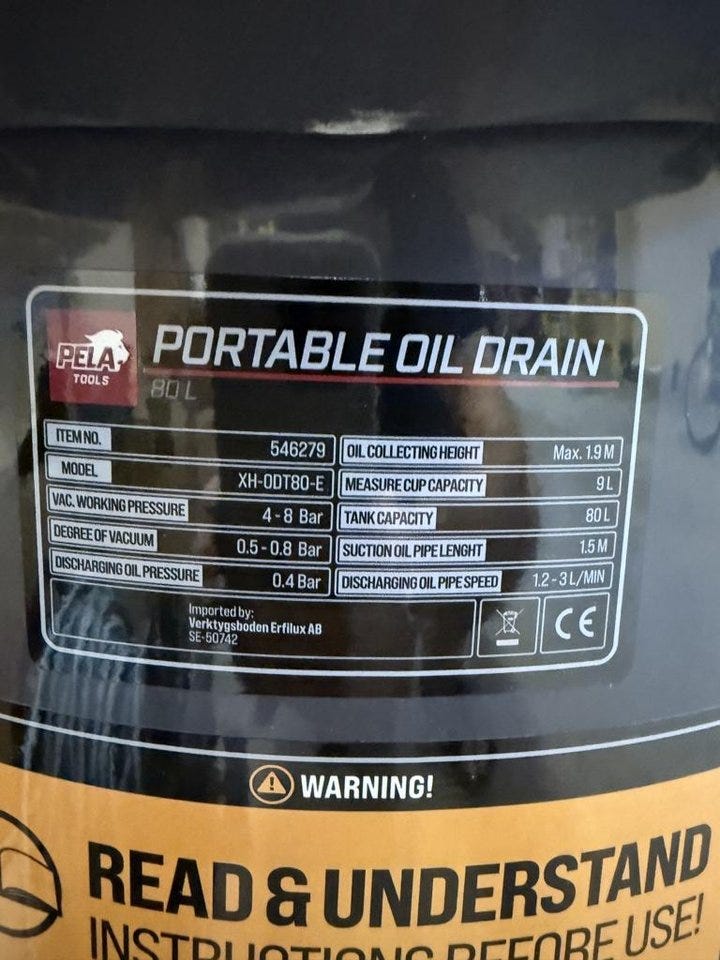 PELA
TOOLS
PORTABLE OIL DRAIN
80 L
ITEM NO. 546279
MODEL XH-ODT80-E
VAC. WORKING PRESSURE 4-8 Bar
DEGREE OF VACUUM 0.5-0.8 Bar
DISCHARGING OIL PRESSURE 0.4 Bar
OIL COLLECTING HEIGHT Max. 1.9 M
MEASURE CUP CAPACITY 9 L
TANK CAPACITY 80 L
SUCTION OIL PIPE LENGHT 1.5 M
DISCHARGING OIL PIPE SPEED 1.2-3 L/MIN
Imported by:
Verktygsboden Erfilux AB
SE-50742
CE
WARNING!
READ & UNDERSTAND
INSTRUCTIONS BEFORE USE!